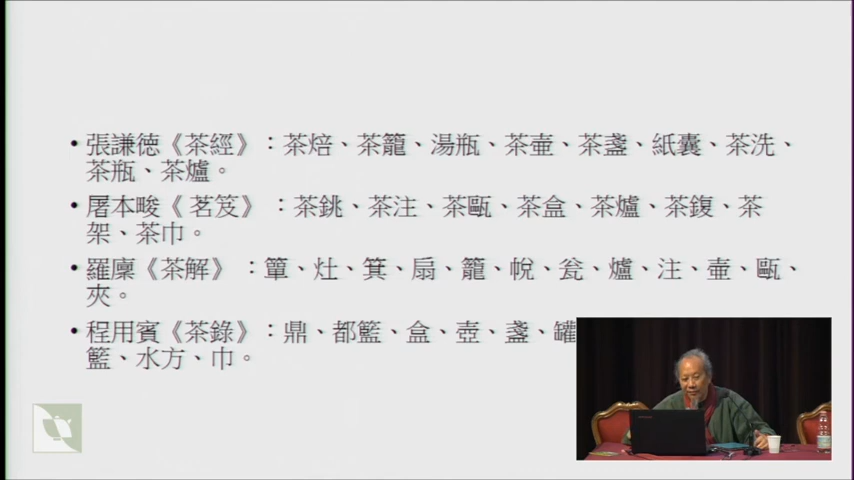 • 張謙德《茶經》：茶焙、茶籠、湯瓶、茶壷、茶盞、紙囊、茶洗、
茶瓶、茶爐。
• 屠本畯《 茗笈》 ：茶銚、茶注、茶甌、茶盒、茶爐、茶鍑、茶
架、茶巾。
• 羅廩《茶解》 ：簞、灶、箕、扇、籠、帨、瓮、爐、注、壷、甌、
夾。
• 程用賓《茶錄》：鼎、都籃、盒、壺、盞、罐
籃、水方、巾。